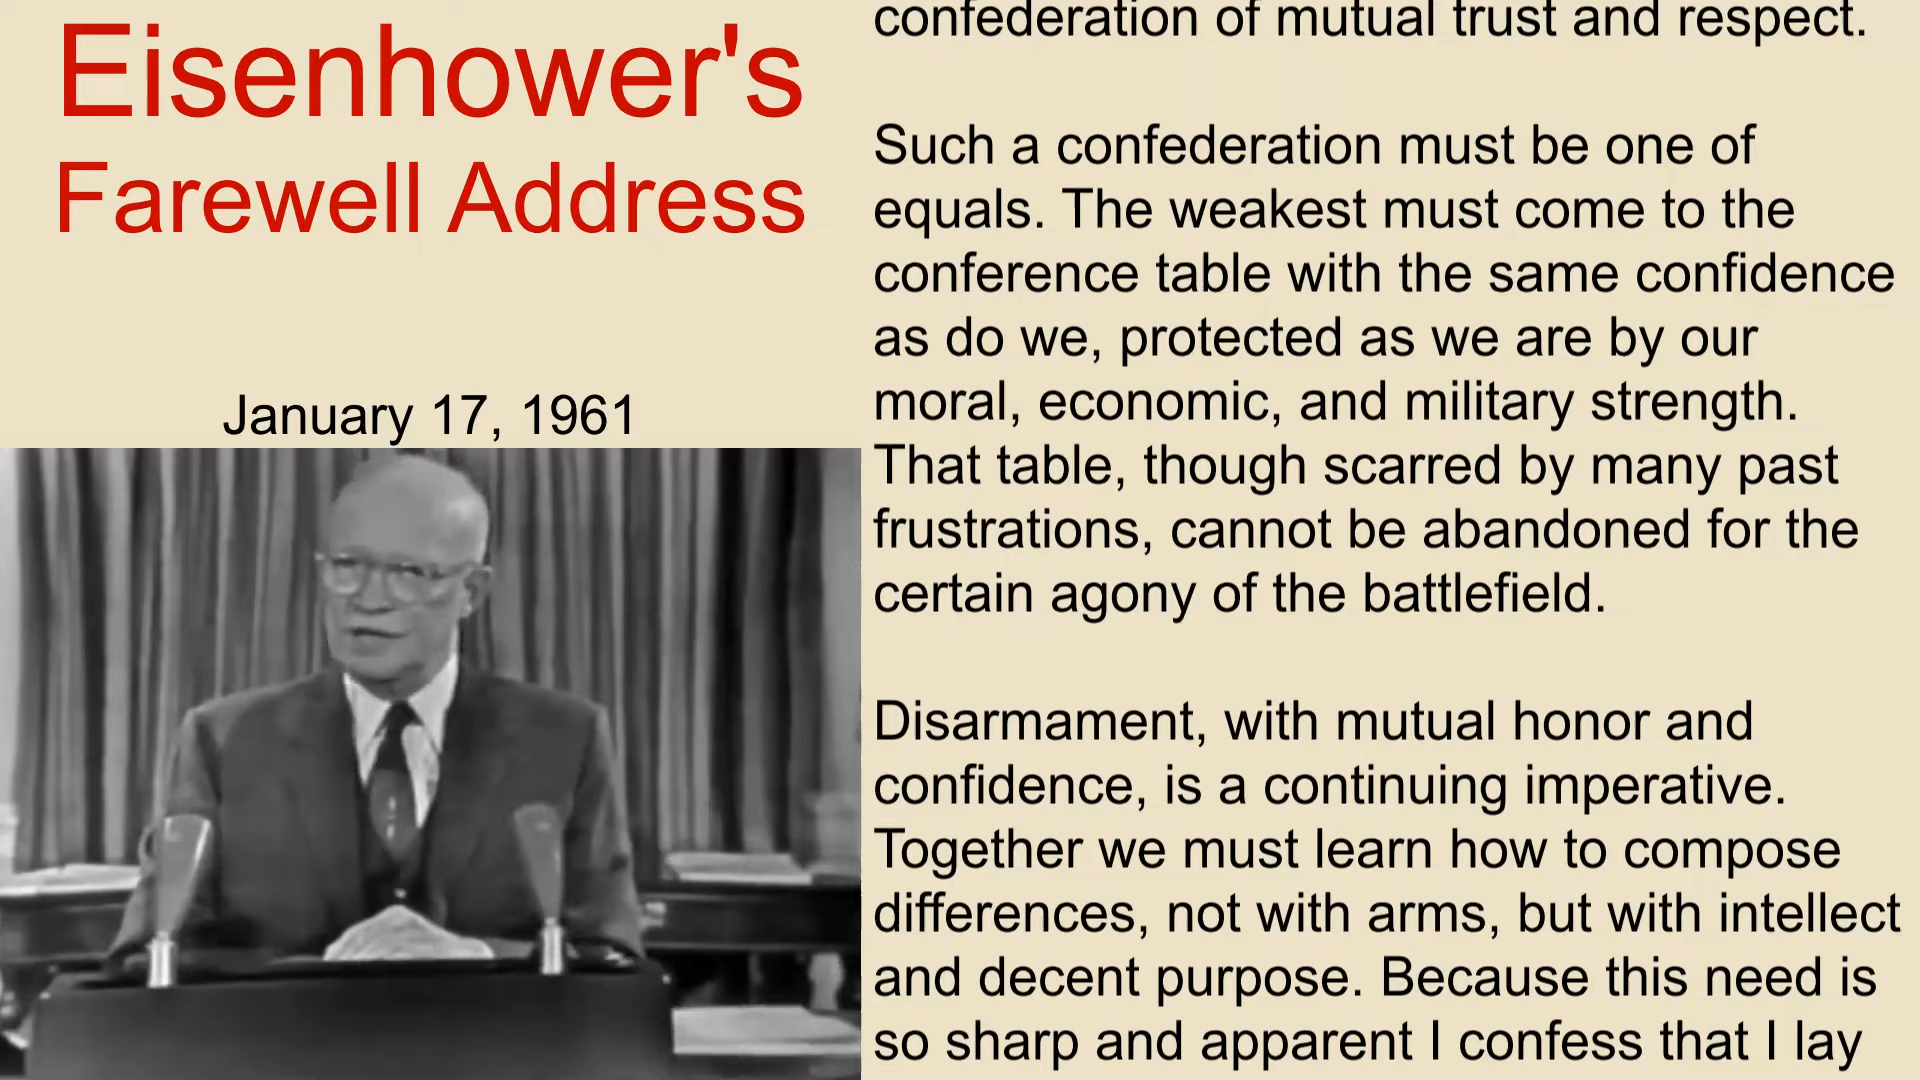 Eisenhower's
Farewell Address
January 17, 1961
confederation of mutual trust and respect.
Such a confederation must be one of
equals. The weakest must come to the
conference table with the same confidence
as do we, protected as we are by our
moral, economic, and military strength.
That table, though scarred by many past
frustrations, cannot be abandoned for the
certain agony of the battlefield.
Disarmament, with mutual honor and
confidence, is a continuing imperative.
Together we must learn how to compose
differences, not with arms, but with intellect
and decent purpose. Because this need is
so sharp and apparent I confess that I lay